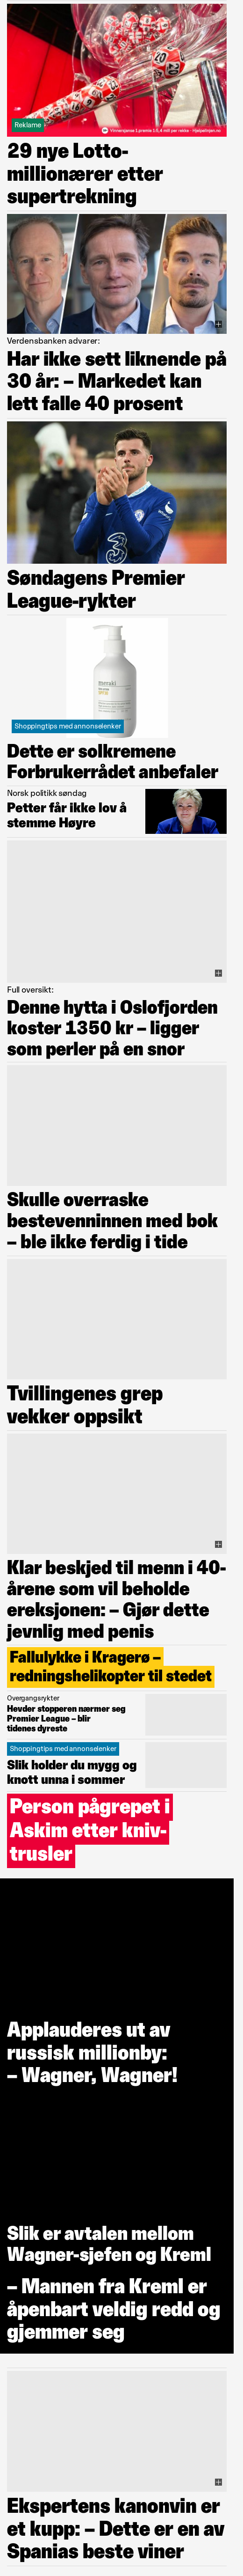 Reklame
Vinnersjanse 1.premie 1:5,4 mill per rekke - Hjelpelinjen.no
29 nye Lotto-
millionærer etter
supertrekning
Verdensbanken advarer:
Har ikke sett liknende på
30 år: – Markedet kan
lett falle 40 prosent
3
Søndagens Premier
League-rykter
meraki
Shoppingtips med annonselenker
Dette er solkremene
Forbrukerrådet anbefaler
Norsk politikk søndag
Petter får ikke lov å
stemme Høyre
Full oversikt:
Denne hytta i Oslofjorden
koster 1350 kr – ligger
som perler på en snor
Skulle overraske
bestevenninnen med bok
– ble ikke ferdig i tide
Tvillingenes grep
vekker oppsikt
Klar beskjed til menn i 40-
årene som vil beholde
ereksjonen: – Gjør dette
jevnlig med penis
Fallulykke i Kragerø –
redningshelikopter til stedet
Overgangsrykter
Hevder stopperen nærmer seg
Premier League – blir
tidenes dyreste
Shoppingtips med annonselenker
Slik holder du mygg og
knott unna i sommer
Person pågrepet i
Askim etter kniv-
trusler
Applauderes ut av
russisk millionby:
– Wagner, Wagner!
Slik er avtalen mellom
Wagner-sjefen og Kreml
– Mannen fra Kreml er
åpenbart veldig redd og
gjemmer seg
Ekspertens kanonvin er
et kupp: – Dette er en av
Spanias beste viner